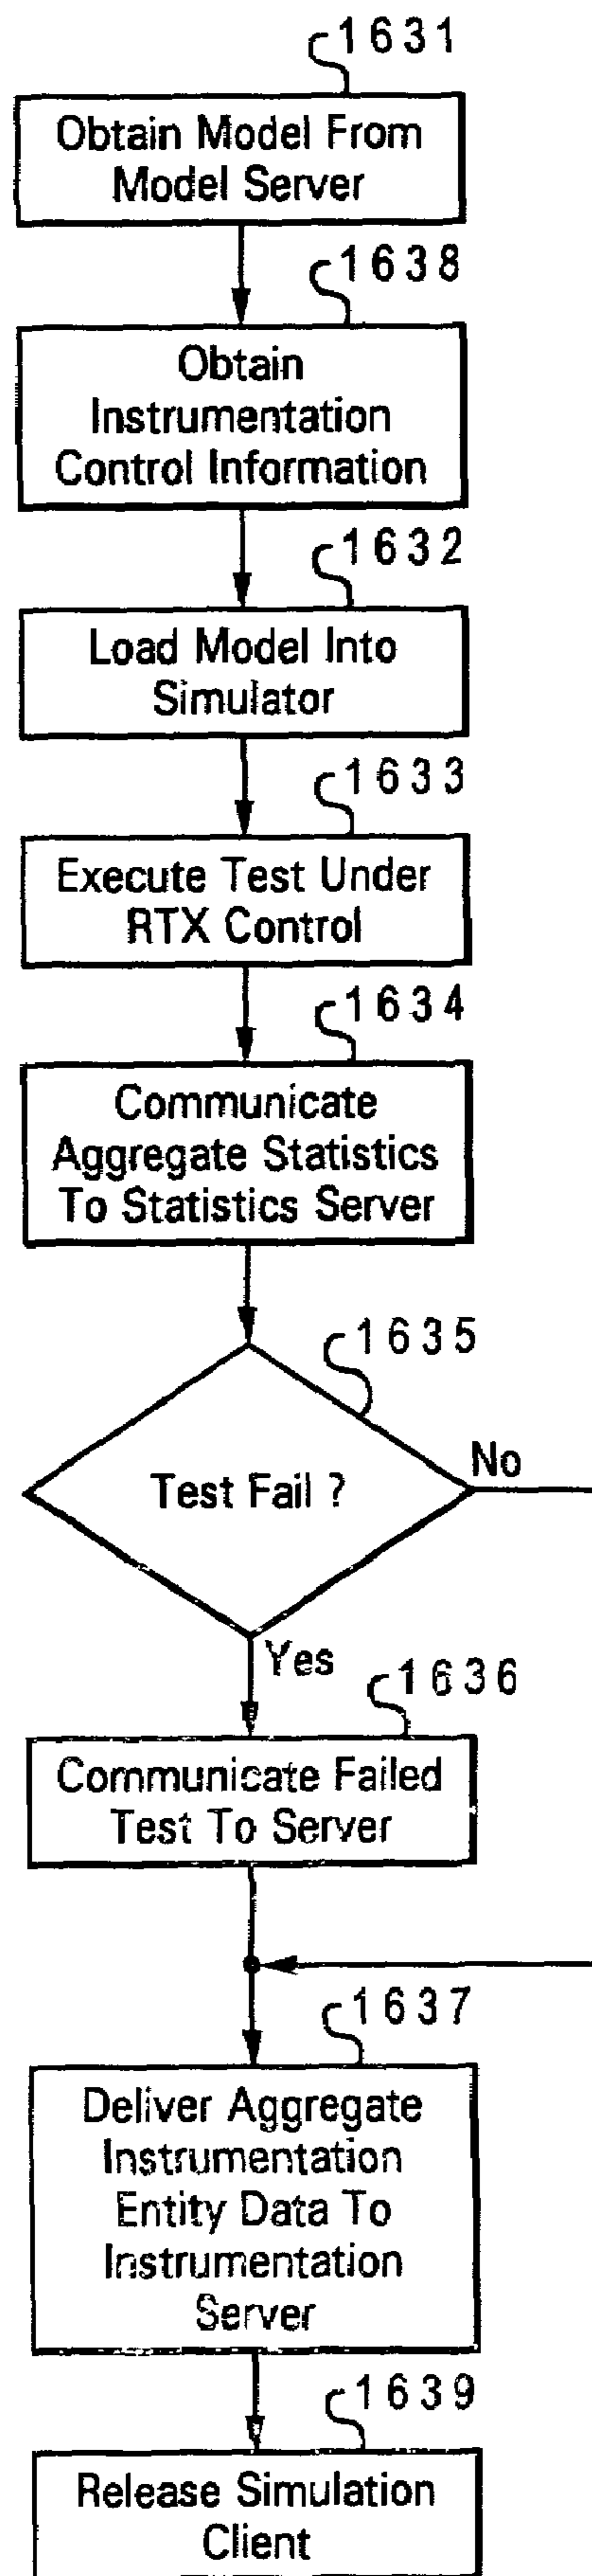 1631
Obtain Model From
Model Server
1638
Obtain
Instrumentation
Control Information
1632
Load Model Into
Simulator
1633
Execute Test Under
RTX Control
1634
Communicate
Aggregate Statistics
To Statistics Server
1635
Test Fail ?
No
Yes
1636
Communicate Failed
Test To Server
1637
Deliver Aggregate
Instrumentation
Entity Data To
Instrumentation
Server
1639
Release Simulation
Client